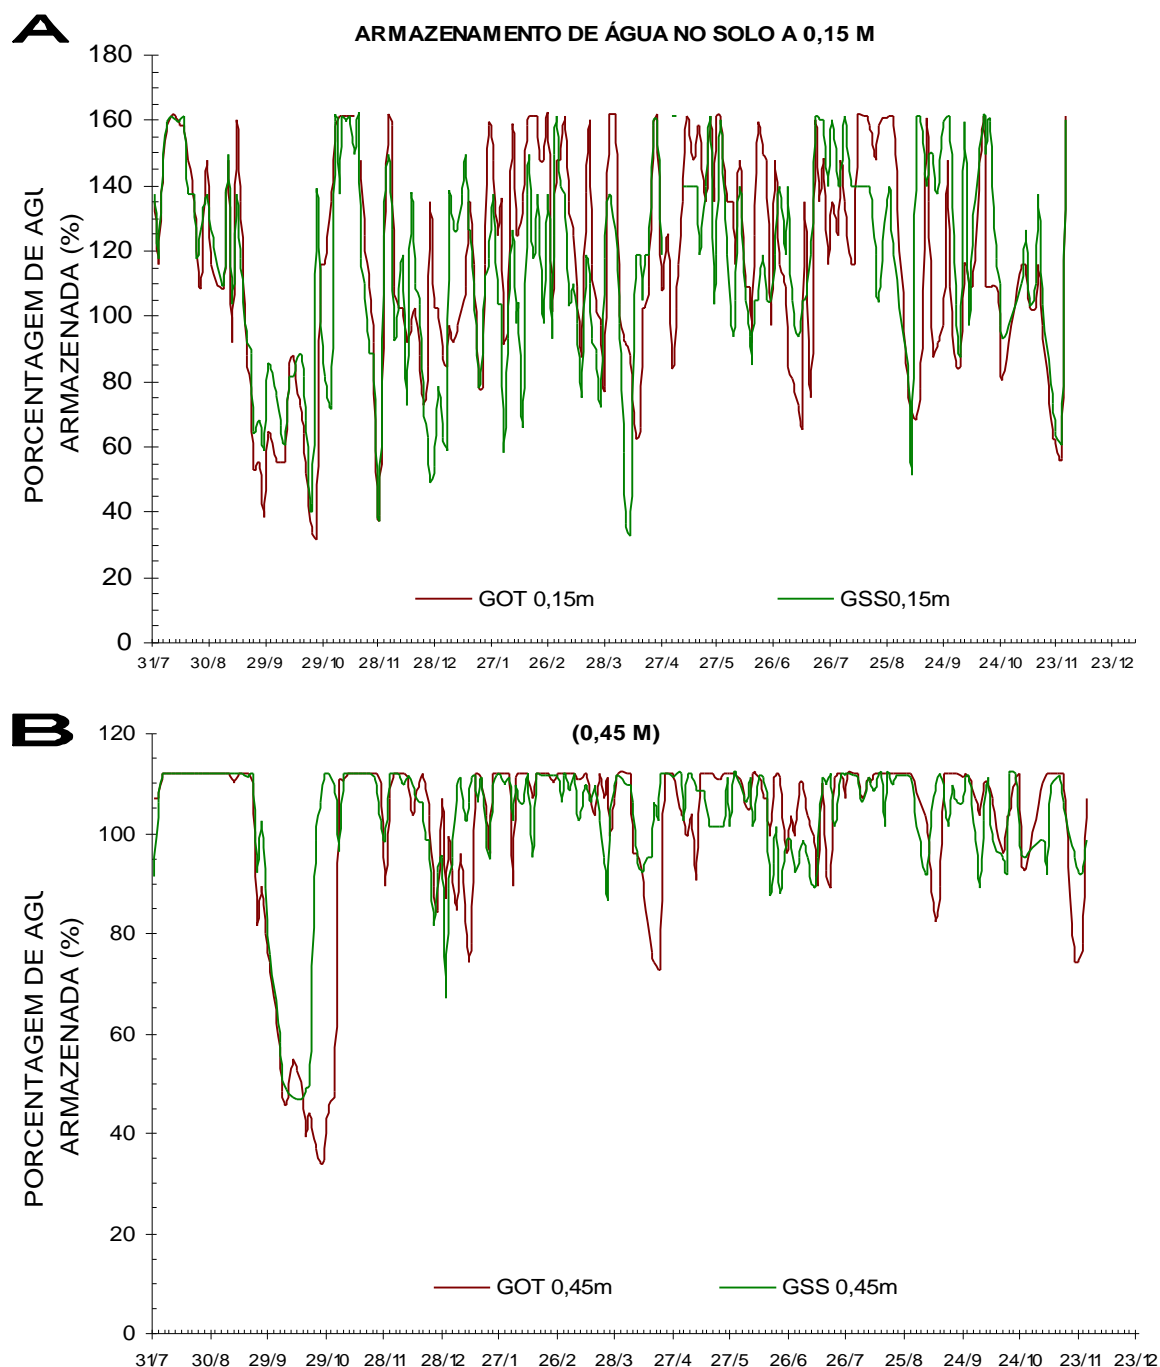 A
ARMAZENAMENTO DE ÁGUA NO SOLO A 0,15 M
PORCENTAGEM DE
ARMAZENADA (%)
180
160
140
120
100
80
60
40
20
0
GOT 0,15m GSS0,15m
31/7 30/8 29/9 29/10 28/11 28/12 27/1 26/2 28/3 27/4 27/5 26/6 26/7 25/8 24/9 24/10 23/11 23/12
B
(0,45 M)
PORCENTAGEM DE
ARMAZENADA (%)
120
100
80
60
40
20
0
GOT 0,45m GSS 0,45m
31/7 30/8 29/9 29/10 28/11 28/12 27/1 26/2 28/3 27/4 27/5 26/6 26/7 25/8 24/9 24/10 23/11 23/12